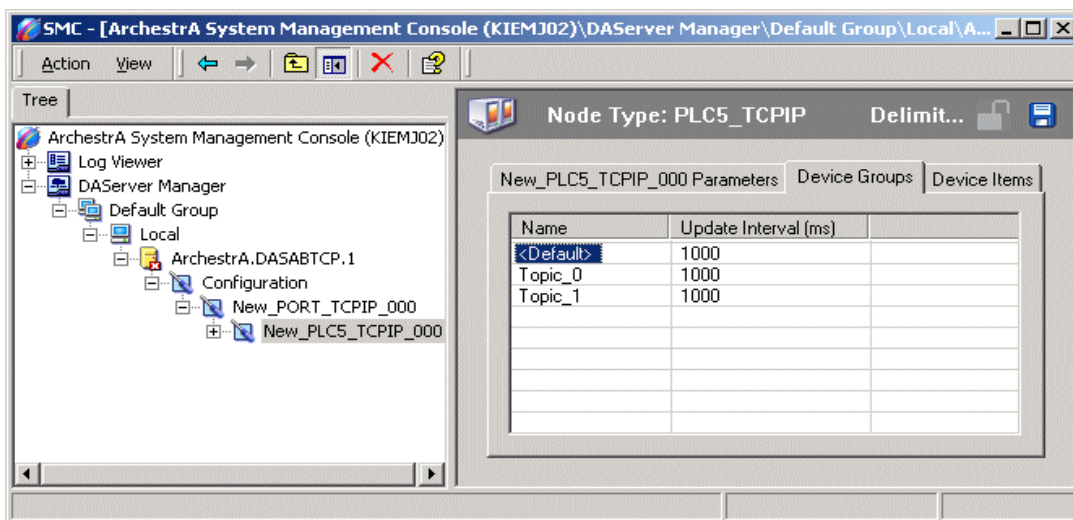 SMC - [ArchestrA System Management Console (KIEMJ02)\DAServer Manager\Default Group\Local\A...
Action View
Tree
ArchestrA System Management Console (KIEMJ02)
Log Viewer
DAServer Manager
Default Group
Local
ArchestrA.DASABTCP.1
Configuration
New_PORT_TCPIP_000
New_PLC5_TCPIP_000
Node Type: PLC5_TCPIP Delimit...
New_PLC5_TCPIP_000 Parameters Device Groups Device Items
Name Update Interval (ms)
<Default> 1000
Topic_0 1000
Topic_1 1000